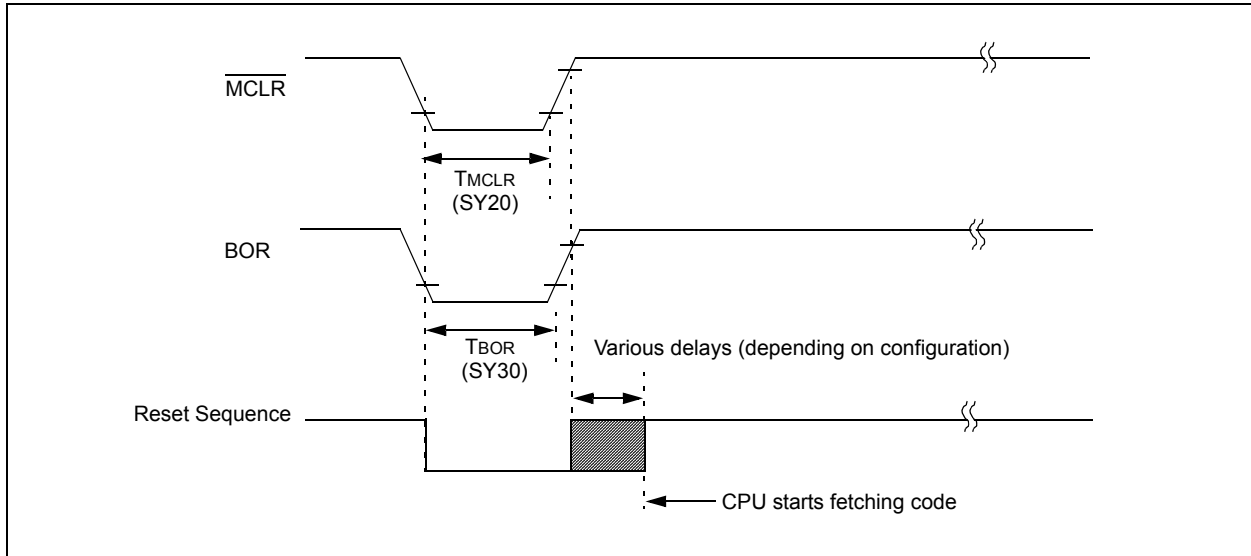 MCLR
TMCLR
(SY20)
BOR
TBOR
(SY30)
Various delays (depending on configuration)
Reset Sequence
CPU starts fetching code